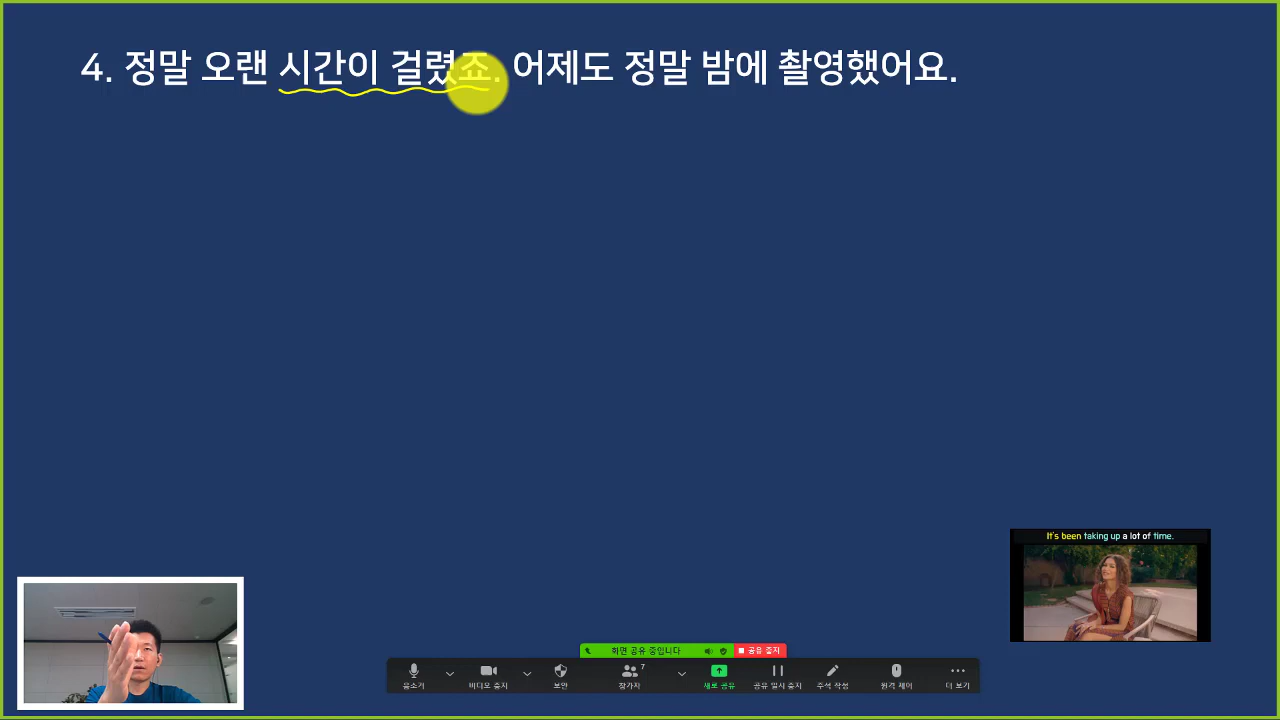 4. 정말 오랜 시간이 걸렸죠. 어제도 정말 밤에 촬영했어요.
It's been taking up a lot of time.
화면 공유 중입니다
공유 중지
7
음소거
비디오 중지
보안
참가자
새로 공유
공유 일시 중지
주석 작성
원격 제어
더 보기